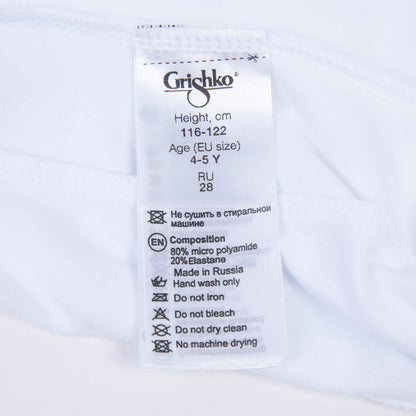 Grishko®
Height, cm
116-122
Age (EU size)
4-5 Y
RU
28
Не сушить в стиральной
машине
EN Composition
80% micro polyamide
20% Elastane
Made in Russia
Hand wash only
Do not iron
Do not bleach
Do not dry clean
No machine drying